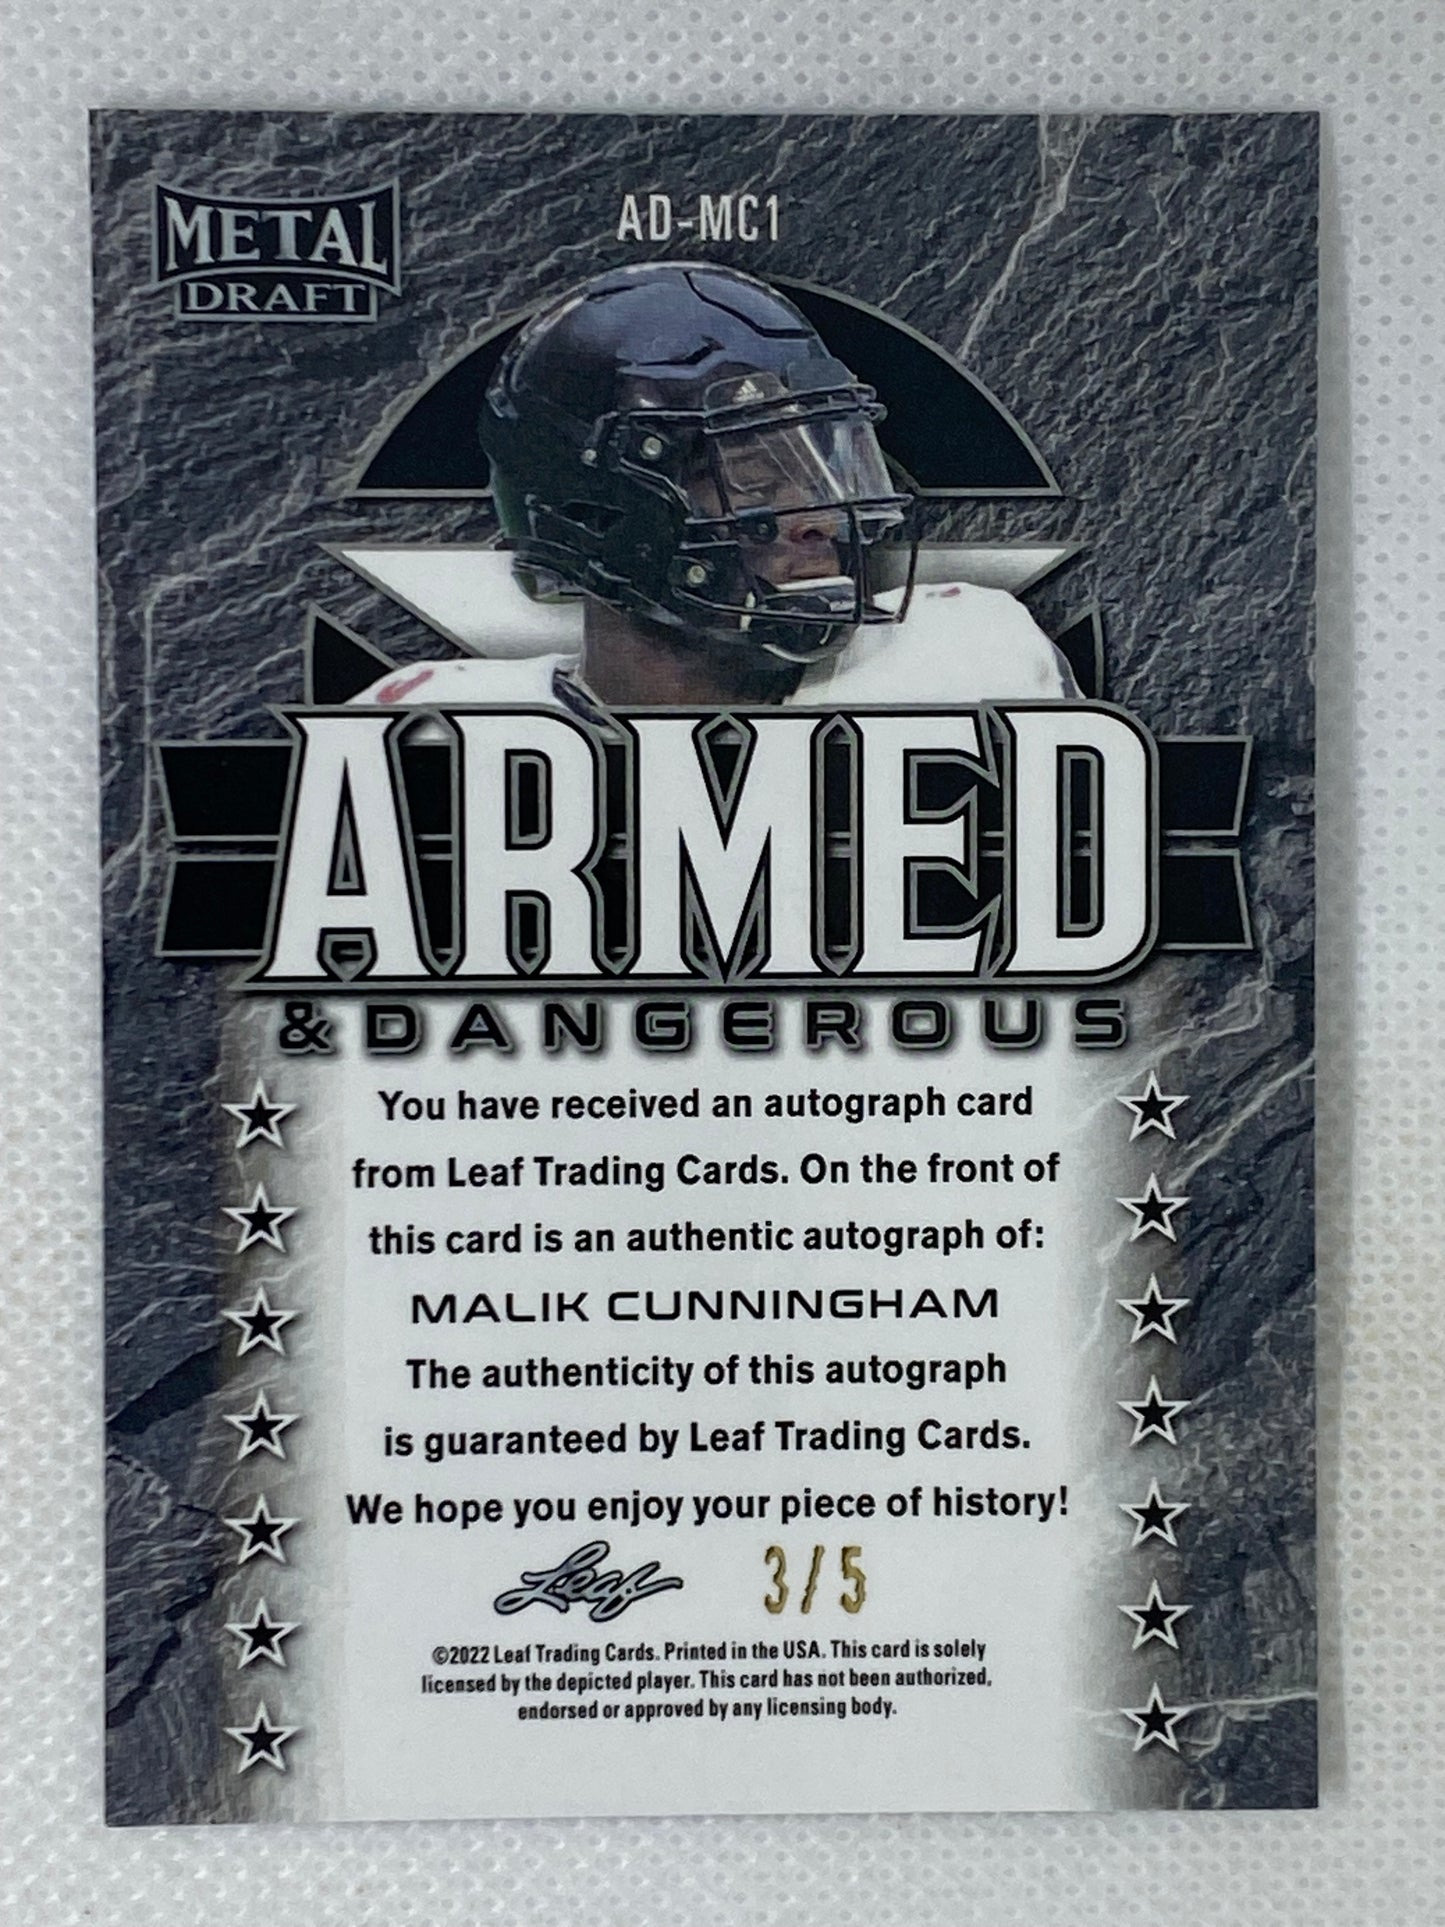 METAL
DRAFT
AD-MC1
ARMED
& DANGEROUS
You have received an autograph card
from Leaf Trading Cards. On the front of
this card is an authentic autograph of:
MALIK CUNNINGHAM
The authenticity of this autograph
is guaranteed by Leaf Trading Cards.
We hope you enjoy your piece of history!
Leaf 3/5
©2022 Leaf Trading Cards. Printed in the USA. This card is solely
licensed by the depicted player. This card has not been authorized,
endorsed or approved by any licensing body.